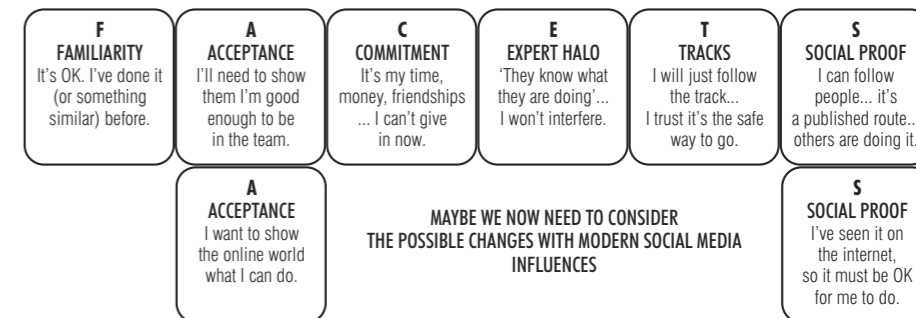 F
FAMILIARITY
It's OK. I've done it
(or something
similar) before.
A
ACCEPTANCE
I'll need to show
them I'm good
enough to be
in the team.
C
COMMITMENT
It's my time,
money, friendships
... I can't give
in now.
E
EXPERT HALO
‘They know what
they are doing’...
I won't interfere.
T
TRACKS
I will just follow
the track...
I trust it's the safe
way to go.
S
SOCIAL PROOF
I can follow
people... it's
a published route...
others are doing it.
A
ACCEPTANCE
I want to show
the online world
what I can do.
MAYBE WE NOW NEED TO CONSIDER
THE POSSIBLE CHANGES WITH MODERN SOCIAL MEDIA
INFLUENCES
S
SOCIAL PROOF
I've seen it on
the internet,
so it must be OK
for me to do.